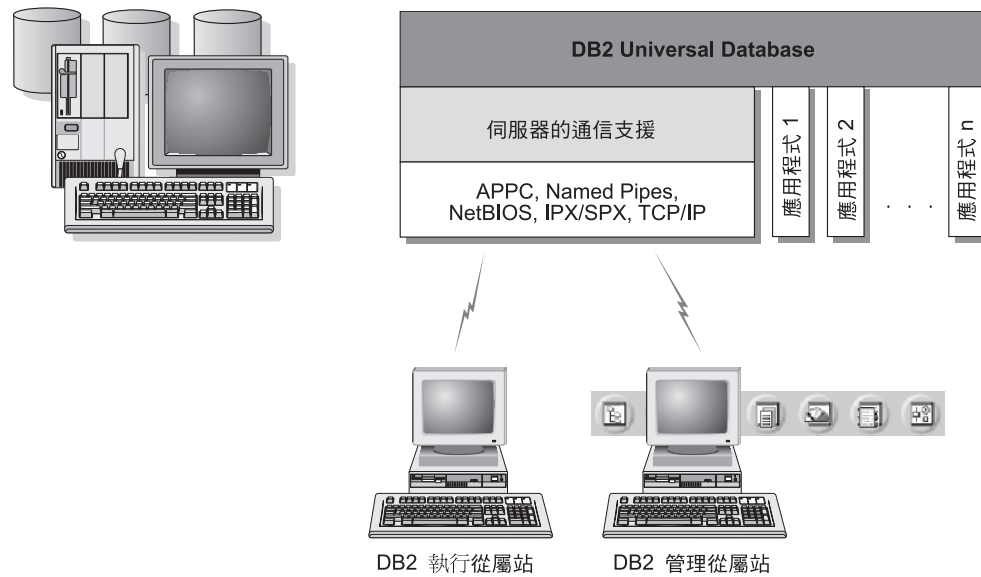 DB2 Universal Database
伺服器的通信支援
APPC, Named Pipes,
NetBIOS, IPX/SPX, TCP/IP
應用程式 1
應用程式 2
. . .
應用程式 n
DB2 執行從屬站
DB2 管理從屬站